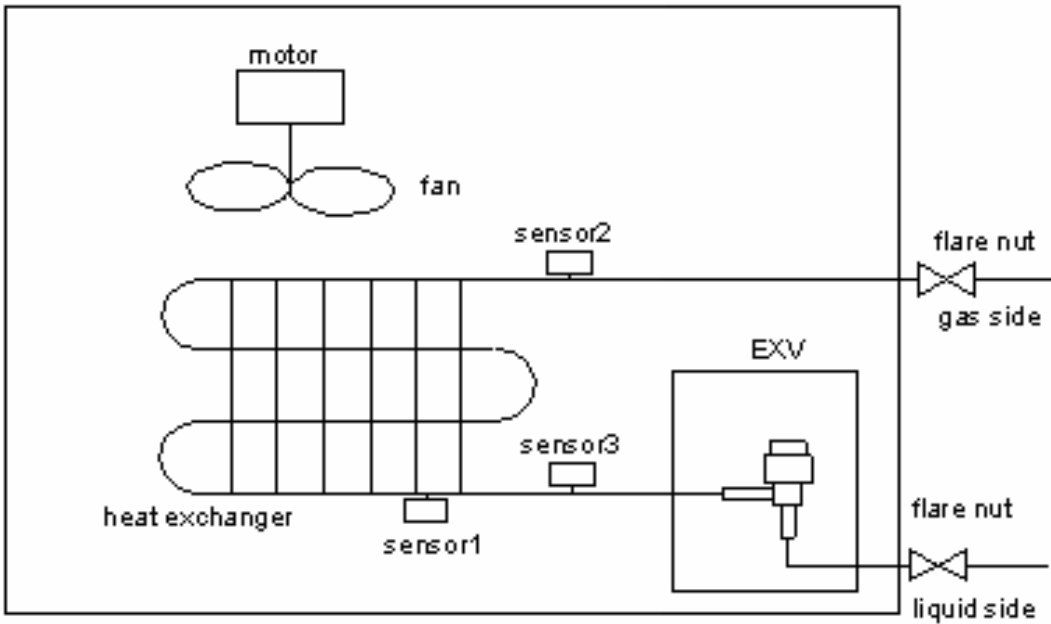 motor
fan
sensor2
flare nut
gas side
EXV
sensor3
heat exchanger
sensor1
flare nut
liquid side